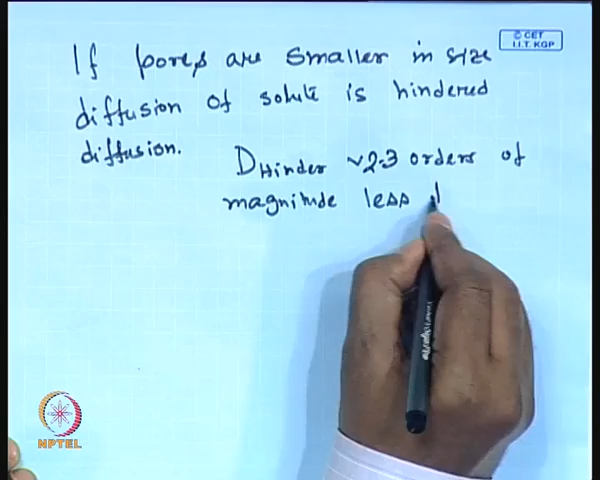 © CET
I.I.T. KGP
If pores are smaller in size
diffusion of solute is hindered
diffusion. DHinder ~2-3 orders of
magnitude less
NPTEL